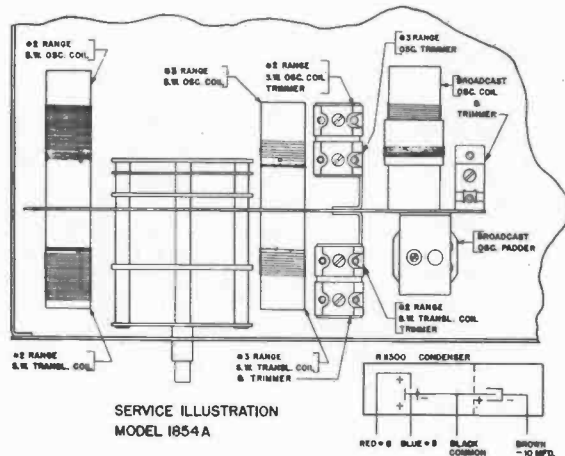 #2 RANGE
S.W. OSC. COIL
#3 RANGE
S.W. OSC. COIL
#2 RANGE
S.W. OSC. COIL
TRIMMER
#3 RANGE
OSC. TRIMMER
BROADCAST
OSC. COIL
&
TRIMMER
BROADCAST
OSC. PADDER
#2 RANGE
S.W. TRANSL. COIL
TRIMMER
#2 RANGE
S.W. TRANSL. COIL
#3 RANGE
S.W. TRANSL. COIL
& TRIMMER
SERVICE ILLUSTRATION
MODEL 1854A
CONDENSER
+
+
-
+
-
RED
BLUE
BLACK
COMMON
BROWN
-10 MFD.